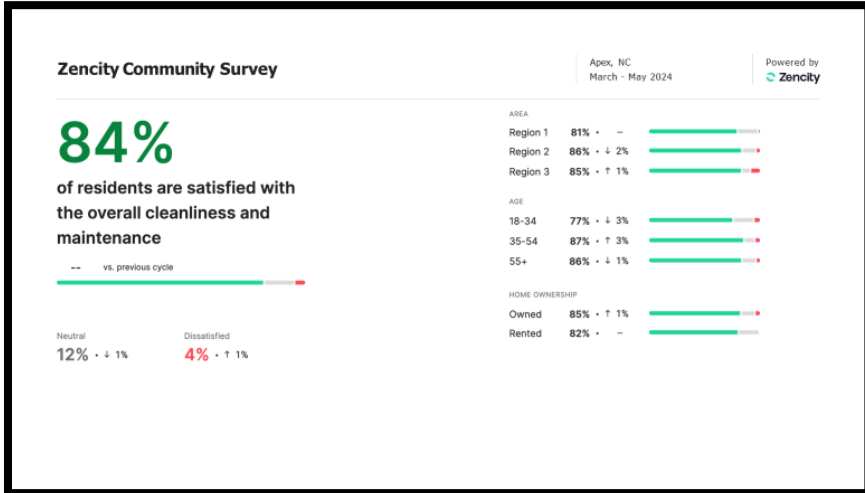 Zencity Community Survey
Apex, NC
March - May 2024
Powered by
Zencity
84%
of residents are satisfied with
the overall cleanliness and
maintenance
-- vs. previous cycle
Neutral
12% • ↓ 1%
Dissatisfied
4% • ↑ 1%
AREA
Region 1 81% • –
Region 2 86% • ↓ 2%
Region 3 85% • ↑ 1%
AGE
18-34 77% • ↓ 3%
35-54 87% • ↑ 3%
55+ 86% • ↓ 1%
HOME OWNERSHIP
Owned 85% • ↑ 1%
Rented 82% • –